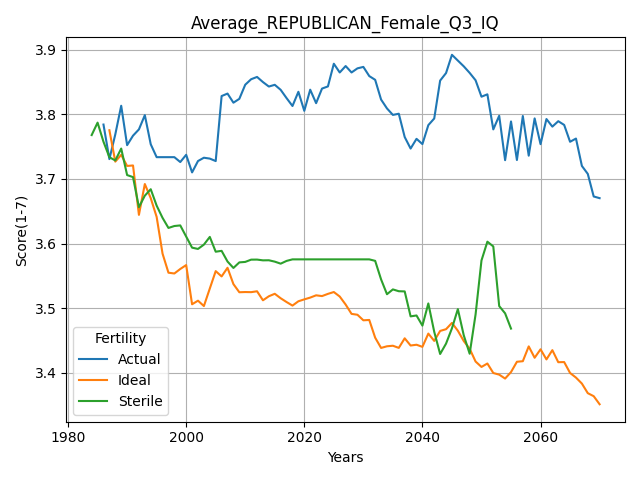 Average_REPUBLICAN_Female_Q3_IQ
Score(1-7)
3.9
3.8
3.7
3.6
3.5
3.4
Fertility
Actual
Ideal
Sterile
1980
2000
2020
2040
2060
Years